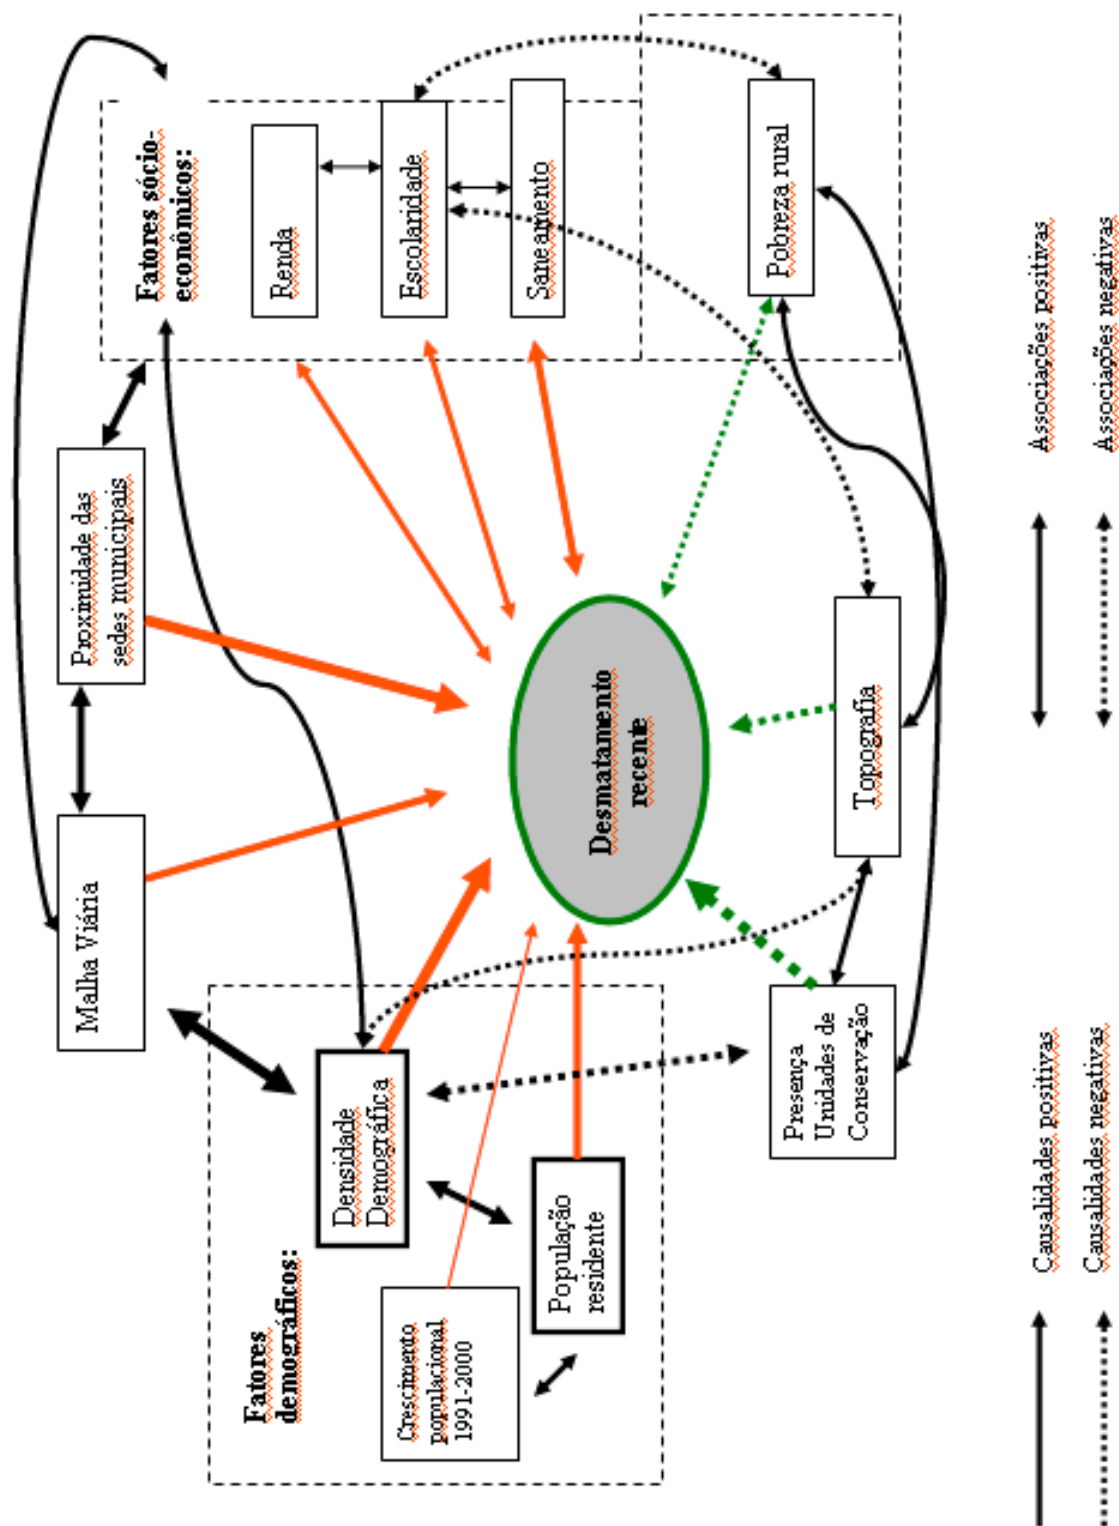 Malha Viária
Proximidade das
sedes municipais
Fatores sócio-
econômicos:
Renda
Escolaridade
Saneamento
Pobreza rural
Fatores
demográficos:
Densidade
Demográfica
Crescimento
populacional
1991-2000
População
residente
Desmatamento
recente
Presença
Unidades de
Conservação
Topografia
Causalidades positivas
Associações positivas
Causalidades negativas
Associações negativas